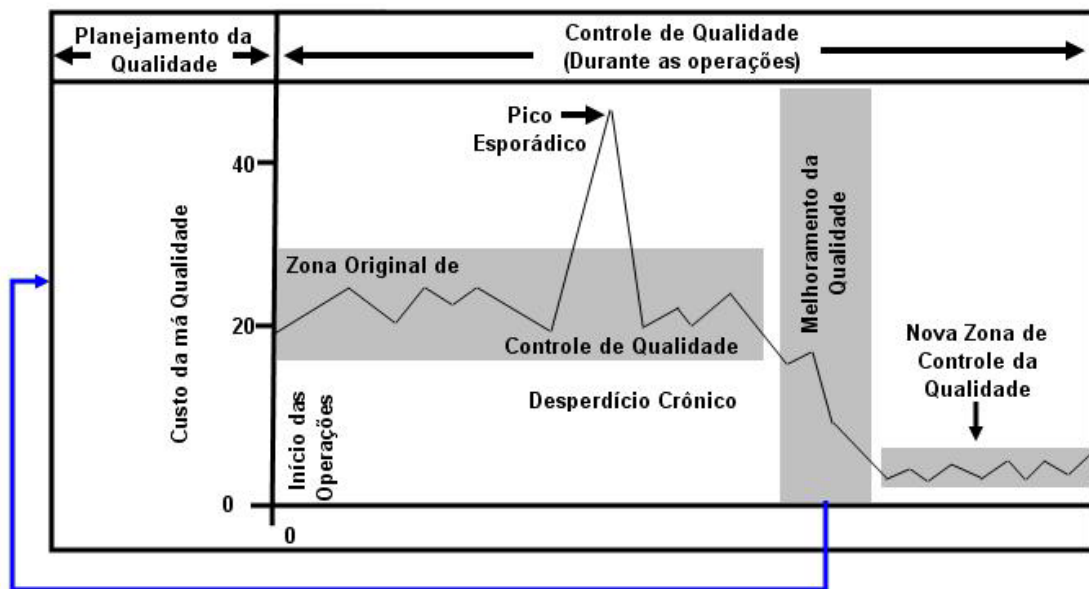 Planejamento da
Qualidade
Controle de Qualidade
(Durante as operações)
Pico
Esporádico
40
Custo da má Qualidade
Zona Original de
20
Controle de Qualidade
Melhoramento da
Qualidade
Nova Zona de
Controle da
Qualidade
Desperdício Crônico
Início das
Operações
0
0